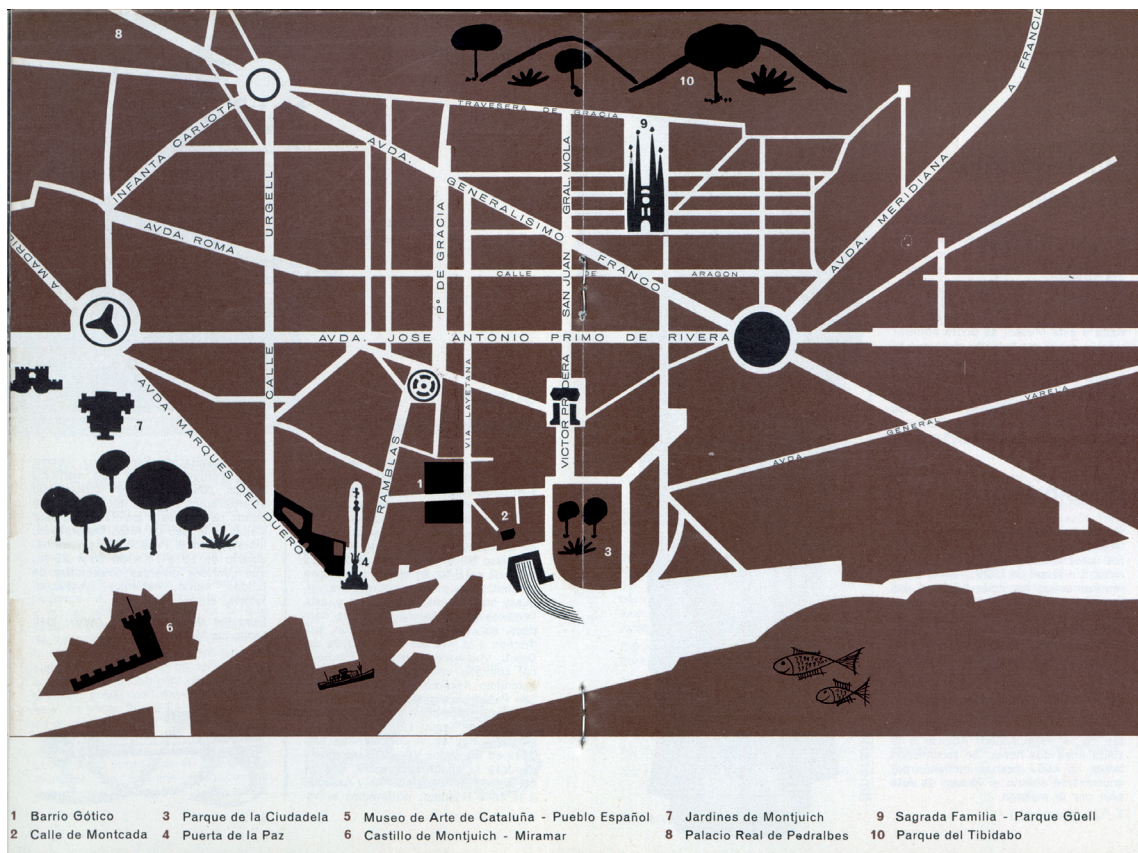 8
10
A FRANCIA
TRAVESERA DE GRACIA
9
INFANTA CARLOTA
AVDA. GENERALISIMO FRANCO
GRAL. MOLA
URGELL
AVDA. MERIDIANA
AVDA. ROMA
Pº DE GRACIA
SAN JUAN
CALLE DE ARAGON
A MADRID
AVDA. JOSE ANTONIO PRIMO DE RIVERA
CALLE
VIA LAYETANA
VICTOR PRADERA
AVDA. GENERAL VARELA
7
AVDA. MARQUES DEL DUERO
RAMBLAS
1
2
3
4
6
1 Barrio Gótico
2 Calle de Montcada
3 Parque de la Ciudadela
4 Puerta de la Paz
5 Museo de Arte de Cataluña - Pueblo Español
6 Castillo de Montjuich - Miramar
7 Jardines de Montjuich
8 Palacio Real de Pedralbes
9 Sagrada Familia - Parque Güell
10 Parque del Tibidabo